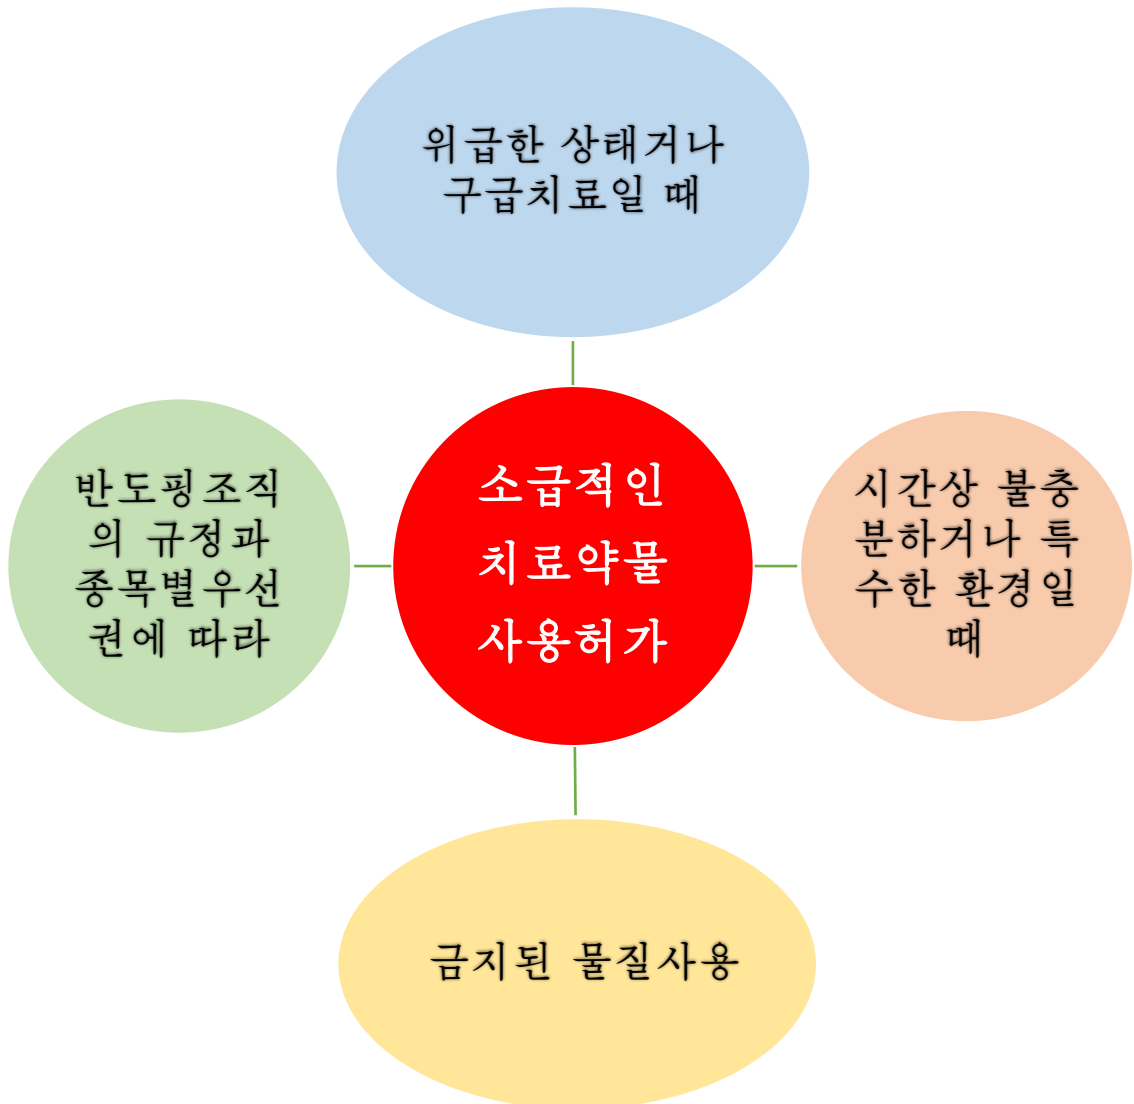 위급한 상태거나
구급치료일 때
반도핑조직
의 규정과
종목별우선
권에 따라
소급적인
치료약물
사용허가
시간상 불충
분하거나 특
수한 환경일
때
금지된 물질사용